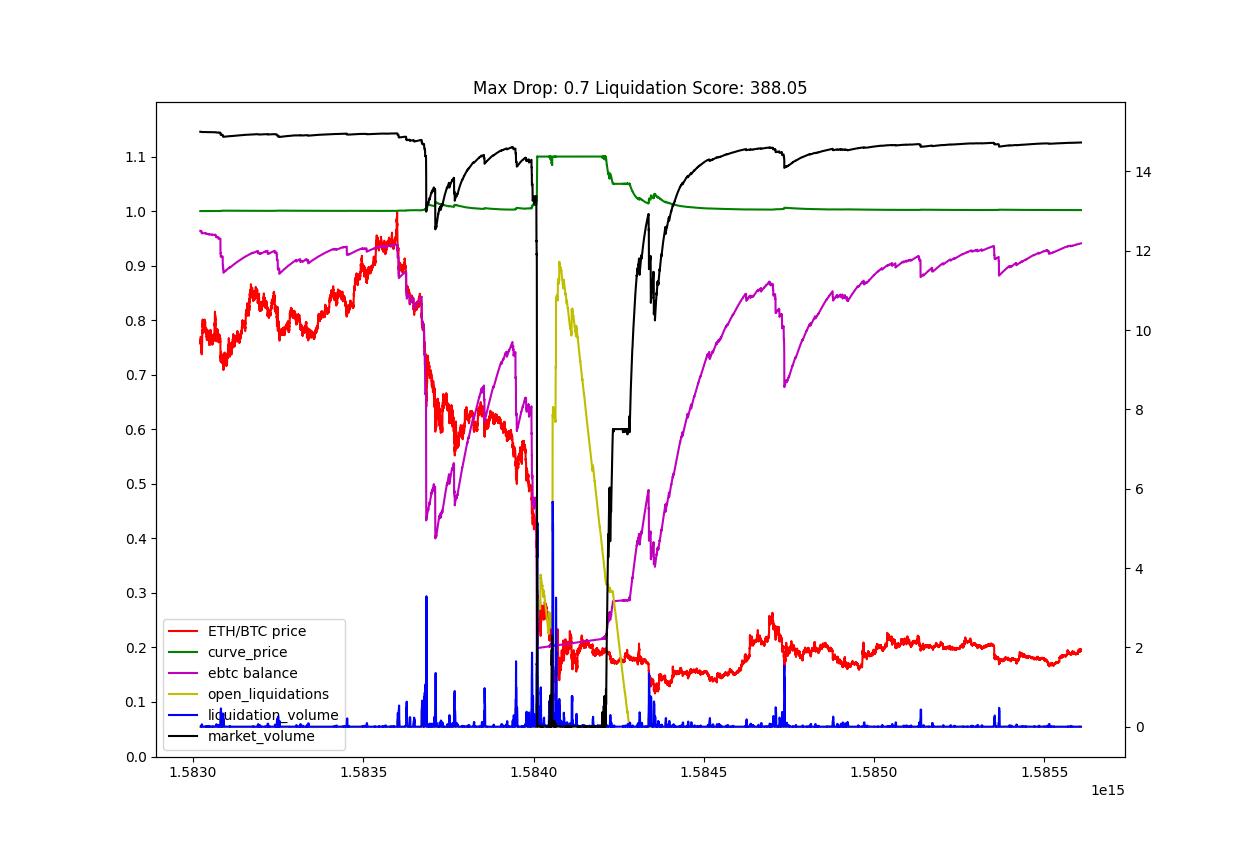 Max Drop: 0.7 Liquidation Score: 388.05
1.1
1.0
0.9
0.8
0.7
0.6
0.5
0.4
0.3
0.2
0.1
0.0
14
12
10
8
6
4
2
0
ETH/BTC price
curve_price
ebtc balance
open_liquidations
liquidation_volume
market_volume
1.5830 1.5835 1.5840 1.5845 1.5850 1.5855
1e15